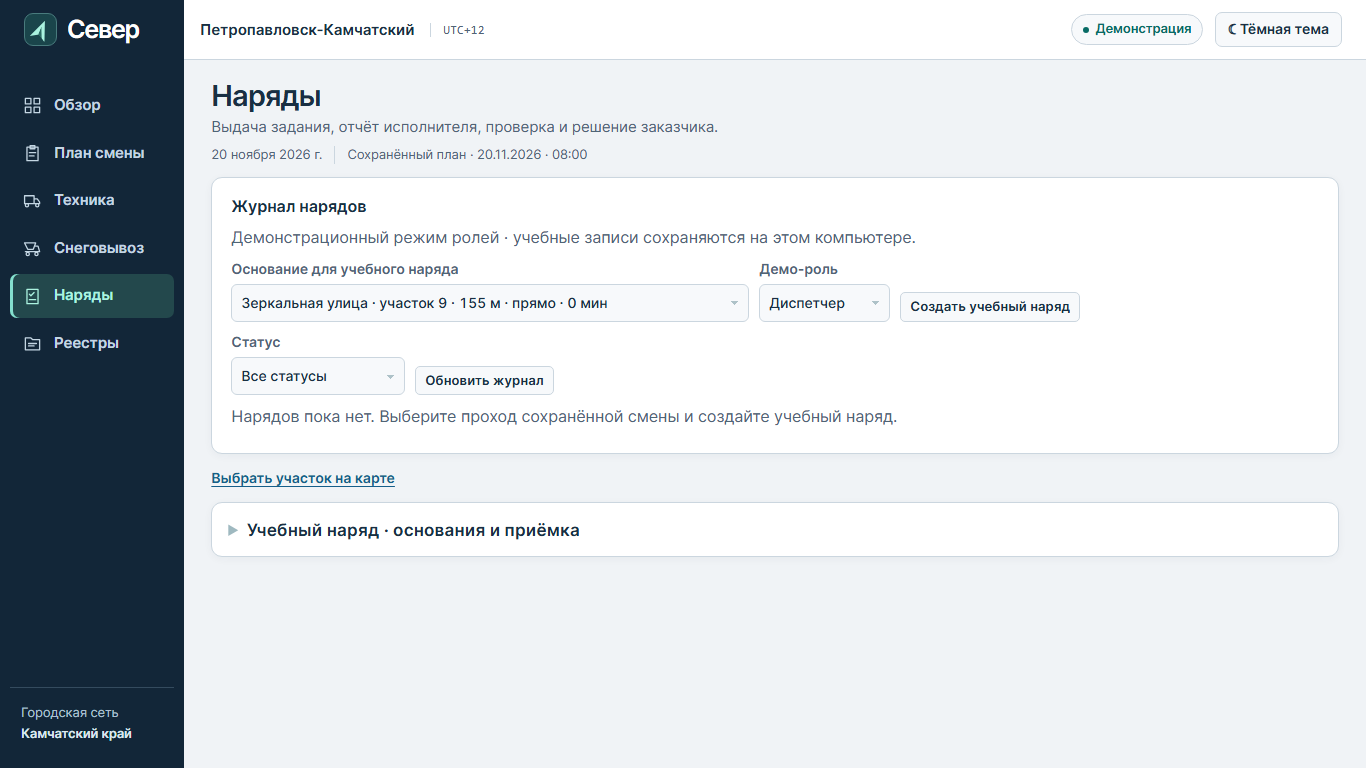 Север
Обзор
План смены
Техника
Снеговывоз
Наряды
Реестры
Городская сеть
Камчатский край
Петропавловск-Камчатский
UTC+12
Демонстрация
Тёмная тема
Наряды
Выдача задания, отчёт исполнителя, проверка и решение заказчика.
20 ноября 2026 г.
Сохранённый план · 20.11.2026 · 08:00
Журнал нарядов
Демонстрационный режим ролей · учебные записи сохраняются на этом компьютере.
Основание для учебного наряда
Демо-роль
Зеркальная улица · участок 9 · 155 м · прямо · 0 мин
Диспетчер
Создать учебный наряд
Статус
Все статусы
Обновить журнал
Нарядов пока нет. Выберите проход сохранённой смены и создайте учебный наряд.
Выбрать участок на карте
Учебный наряд · основания и приёмка